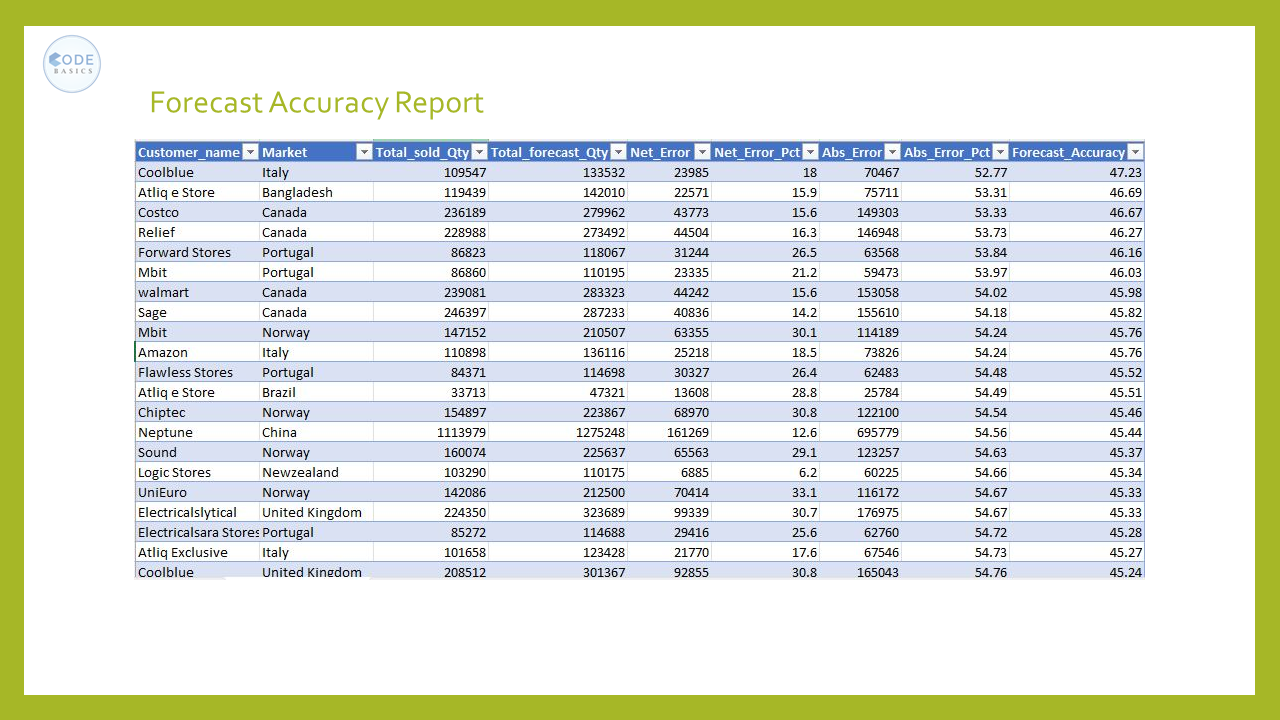 CODE
BASICS
Forecast Accuracy Report
Customer_name Market Total_sold_Qty Total_forecast_Qty Net_Error Net_Error_Pct Abs_Error Abs_Error_Pct Forecast_Accuracy
Coolblue Italy 109547 133532 23985 18 70467 52.77 47.23
Atliq e Store Bangladesh 119439 142010 22571 15.9 75711 53.31 46.69
Costco Canada 236189 279962 43773 15.6 149303 53.33 46.67
Relief Canada 228988 273492 44504 16.3 146948 53.73 46.27
Forward Stores Portugal 86823 118067 31244 26.5 63568 53.84 46.16
Mbit Portugal 86860 110195 23335 21.2 59473 53.97 46.03
walmart Canada 239081 283323 44242 15.6 153058 54.02 45.98
Sage Canada 246397 287233 40836 14.2 155610 54.18 45.82
Mbit Norway 147152 210507 63355 30.1 114189 54.24 45.76
Amazon Italy 110898 136116 25218 18.5 73826 54.24 45.76
Flawless Stores Portugal 84371 114698 30327 26.4 62483 54.48 45.52
Atliq e Store Brazil 33713 47321 13608 28.8 25784 54.49 45.51
Chiptec Norway 154897 223867 68970 30.8 122100 54.54 45.46
Neptune China 1113979 1275248 161269 12.6 695779 54.56 45.44
Sound Norway 160074 225637 65563 29.1 123257 54.63 45.37
Logic Stores Newzealand 103290 110175 6885 6.2 60225 54.66 45.34
UniEuro Norway 142086 212500 70414 33.1 116172 54.67 45.33
Electricalslytical United Kingdom 224350 323689 99339 30.7 176975 54.67 45.33
Electricalsara Stores Portugal 85272 114688 29416 25.6 62760 54.72 45.28
Atliq Exclusive Italy 101658 123428 21770 17.6 67546 54.73 45.27
Coolblue United Kingdom 208512 301367 92855 30.8 165043 54.76 45.24